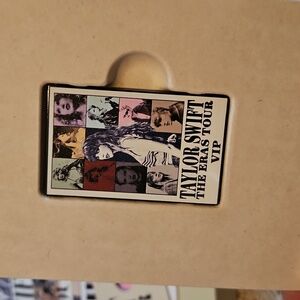 TAYLOR SWIFT
THE ERAS TOUR
VIP